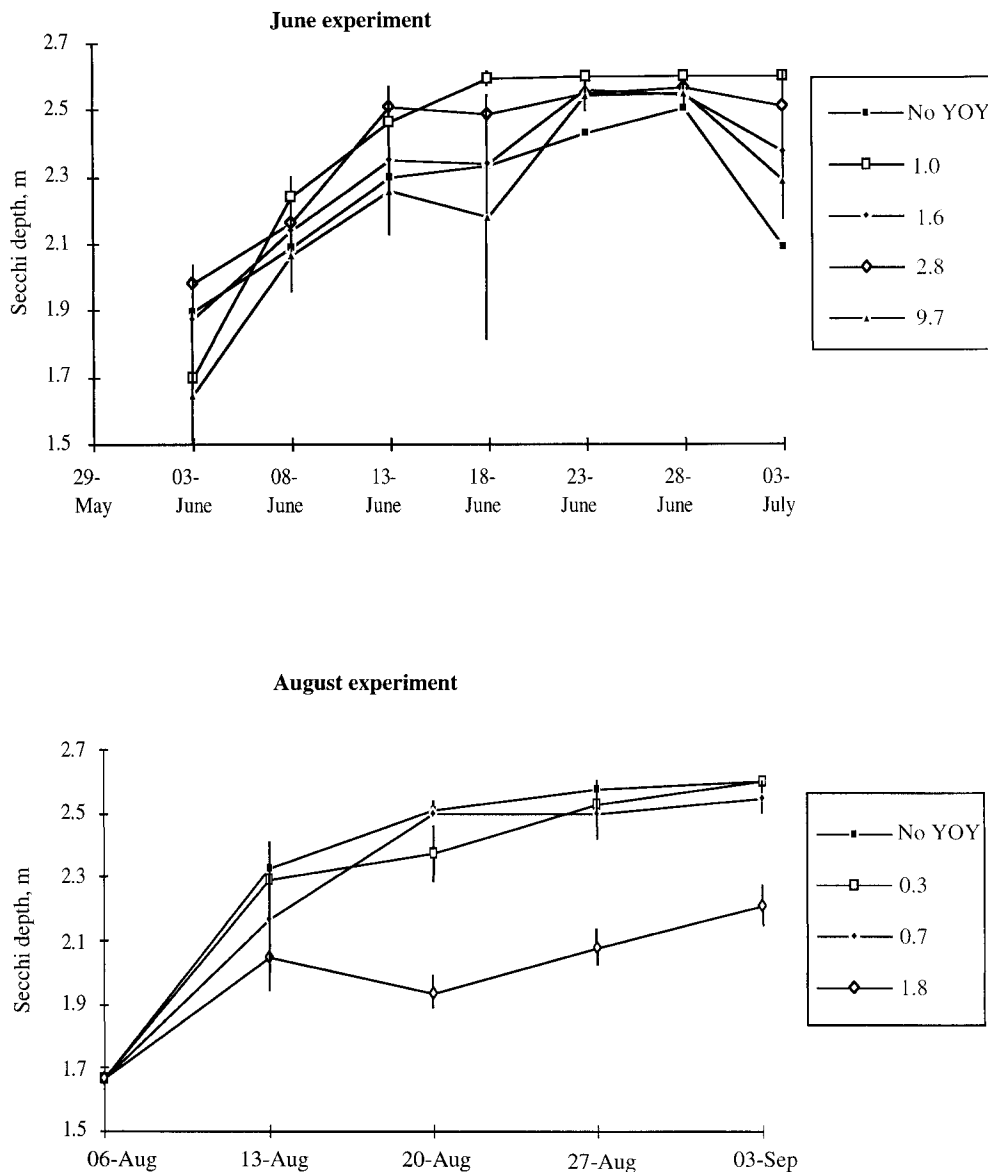 June experiment
2.7
2.5
2.3
2.1
1.9
1.7
1.5
Secchi depth, m
29-
May
03-
June
08-
June
13-
June
18-
June
23-
June
28-
June
03-
July
No YOY
1.0
1.6
2.8
9.7
August experiment
2.7
2.5
2.3
2.1
1.9
1.7
1.5
Secchi depth, m
06-Aug
13-Aug
20-Aug
27-Aug
03-Sep
No YOY
0.3
0.7
1.8